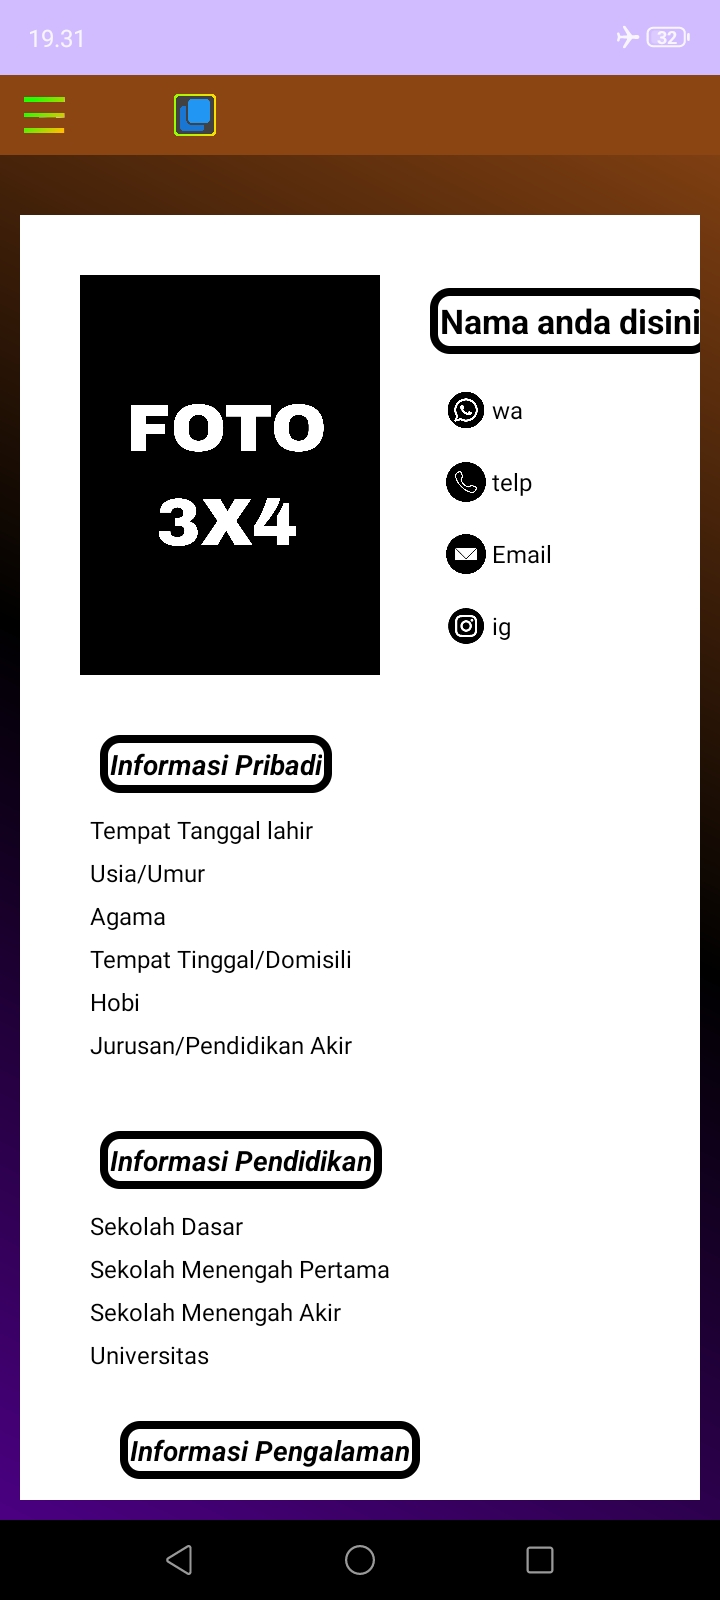 19.31
32
Nama anda disini
FOTO
3X4
wa
telp
Email
ig
Informasi Pribadi
Tempat Tanggal lahir
Usia/Umur
Agama
Tempat Tinggal/Domisili
Hobi
Jurusan/Pendidikan Akir
Informasi Pendidikan
Sekolah Dasar
Sekolah Menengah Pertama
Sekolah Menengah Akir
Universitas
Informasi Pengalaman